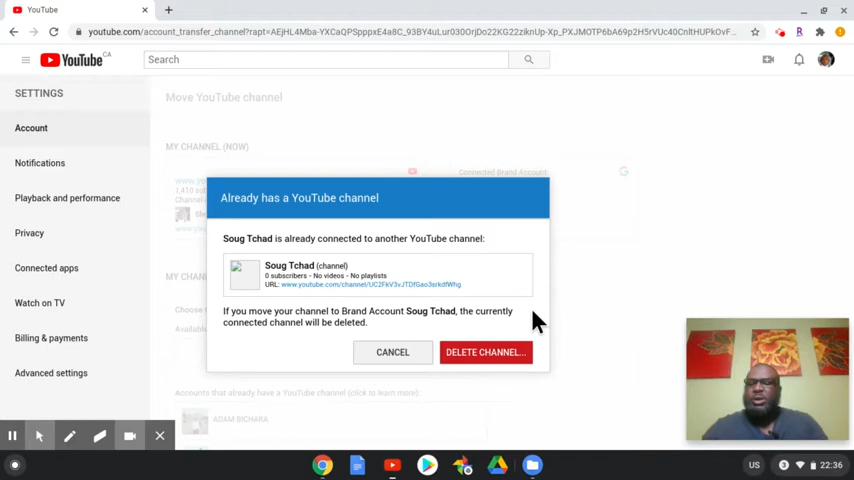 YouTube
youtube.com/account_transfer_channel?rapt=
YouTube CA
Search
SETTINGS
Account
Notifications
Playback and performance
Privacy
Connected apps
Watch on TV
Billing & payments
Advanced settings
Move YouTube channel
MY CHANNEL (NOW)
Connected Brand Account
1,410
Already has a YouTube channel
Soug Tchad is already connected to another YouTube channel:
Soug Tchad (channel)
0 subscribers - No videos - No playlists
URL: www.youtube.com/channel/UC2FkV3vJTDfGao3srkdfWhg
If you move your channel to Brand Account Soug Tchad, the currently
connected channel will be deleted.
CANCEL
DELETE CHANNEL...
Accounts that already have a YouTube channel (click to learn more):
ADAM BICHARA
US
3
22:36